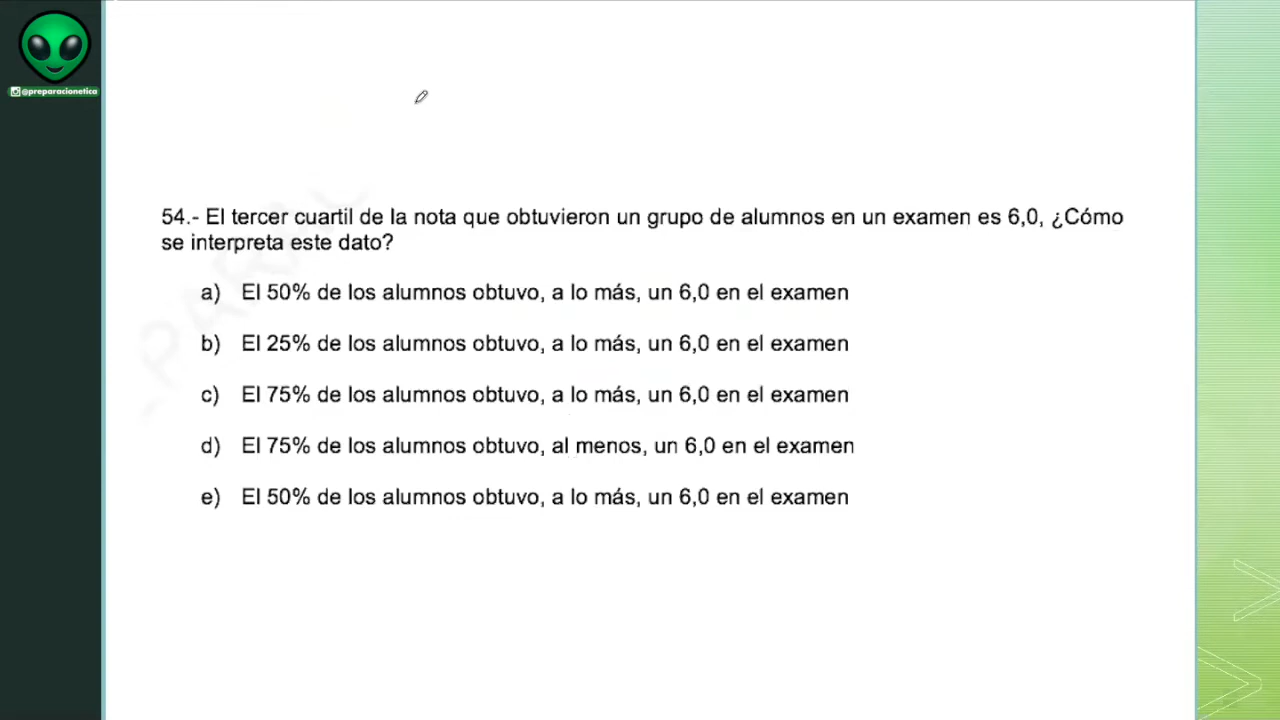 @preparacionetica
54.- El tercer cuartil de la nota que obtuvieron un grupo de alumnos en un examen es 6,0, ¿Cómo
se interpreta este dato?
a) El 50% de los alumnos obtuvo, a lo más, un 6,0 en el examen
b) El 25% de los alumnos obtuvo, a lo más, un 6,0 en el examen
c) El 75% de los alumnos obtuvo, a lo más, un 6,0 en el examen
d) El 75% de los alumnos obtuvo, al menos, un 6,0 en el examen
e) El 50% de los alumnos obtuvo, a lo más, un 6,0 en el examen